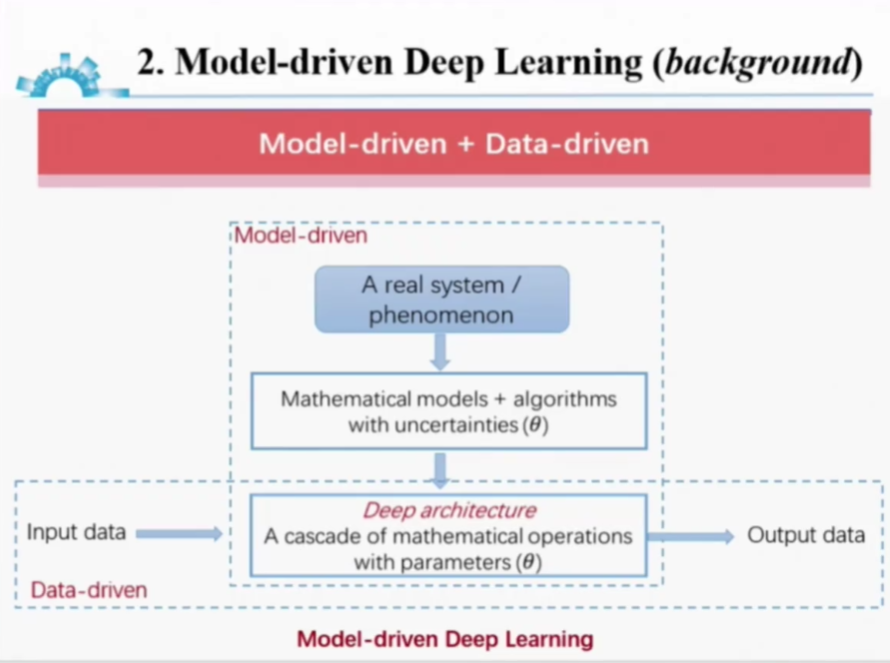 2. Model-driven Deep Learning (background)
Model-driven + Data-driven
Model-driven
A real system /
phenomenon
Mathematical models + algorithms
with uncertainties (θ)
Deep architecture
Input data
A cascade of mathematical operations
with parameters (θ)
Output data
Data-driven
Model-driven Deep Learning